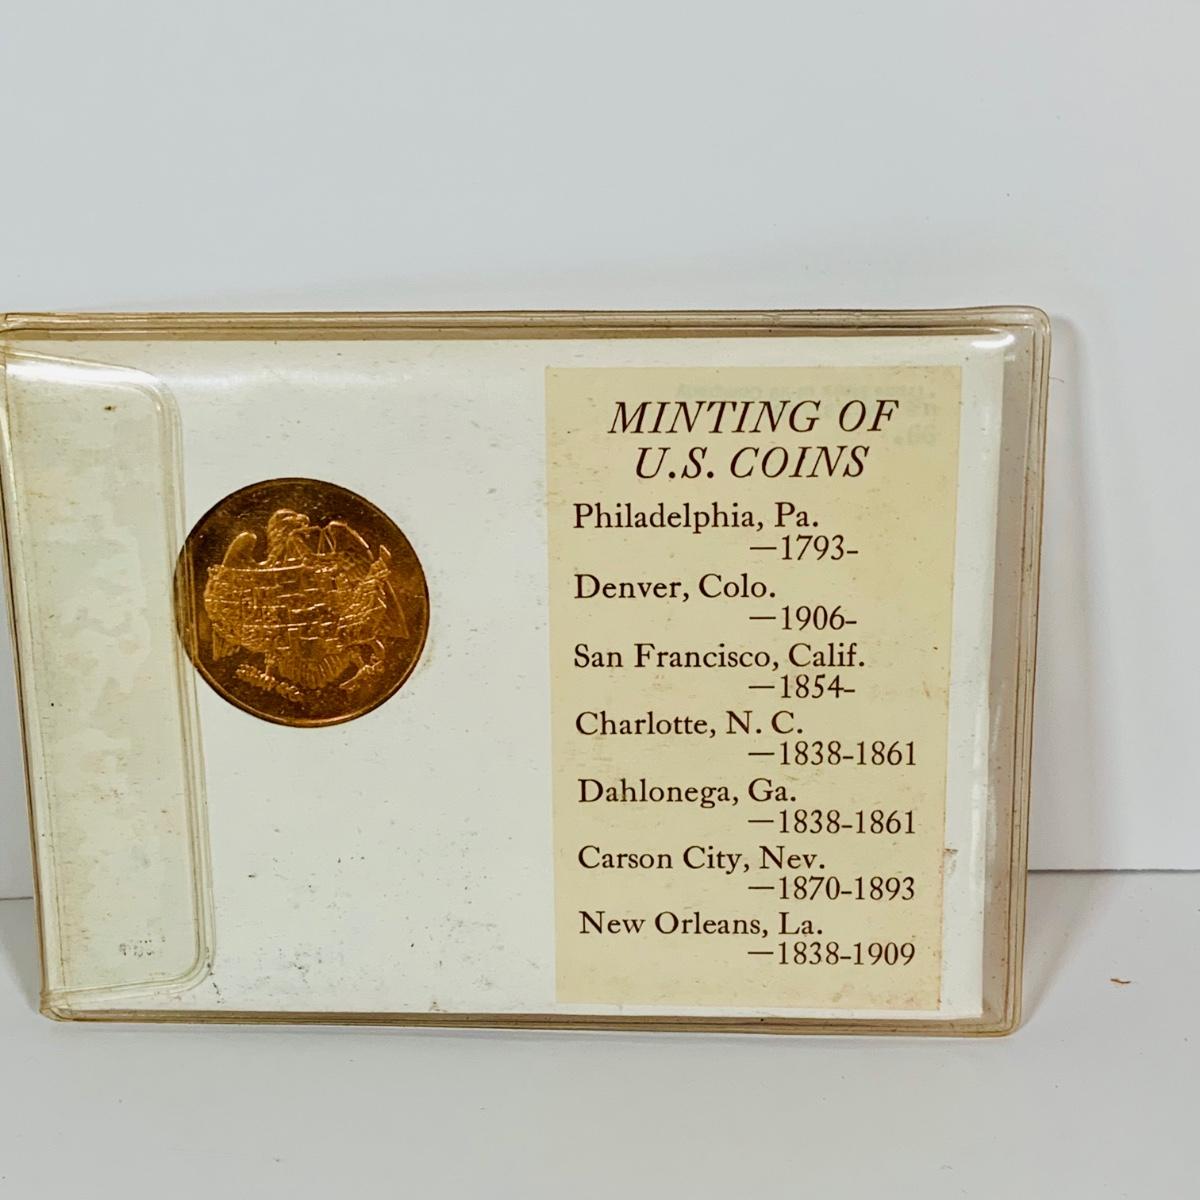 MINTING OF
U.S. COINS
Philadelphia, Pa.
—1793-
Denver, Colo.
—1906-
San Francisco, Calif.
—1854-
Charlotte, N. C.
—1838-1861
Dahlonega, Ga.
—1838-1861
Carson City, Nev.
—1870-1893
New Orleans, La.
—1838-1909